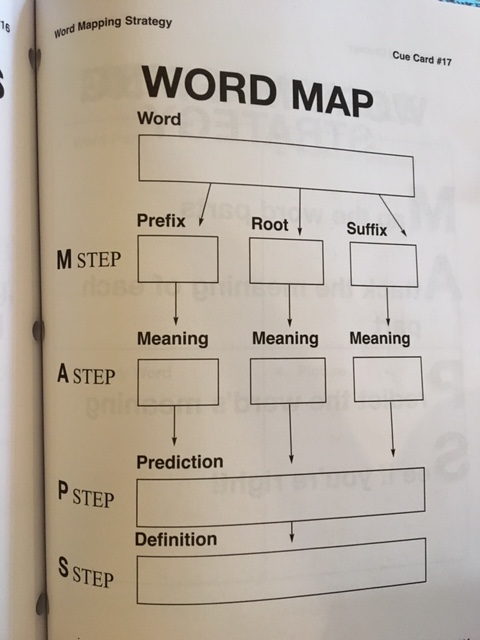 16
Word Mapping Strategy
Cue Card #17
WORD MAP
Word
Prefix Root Suffix
M STEP
Meaning Meaning Meaning
A STEP
Prediction
P STEP
Definition
S STEP